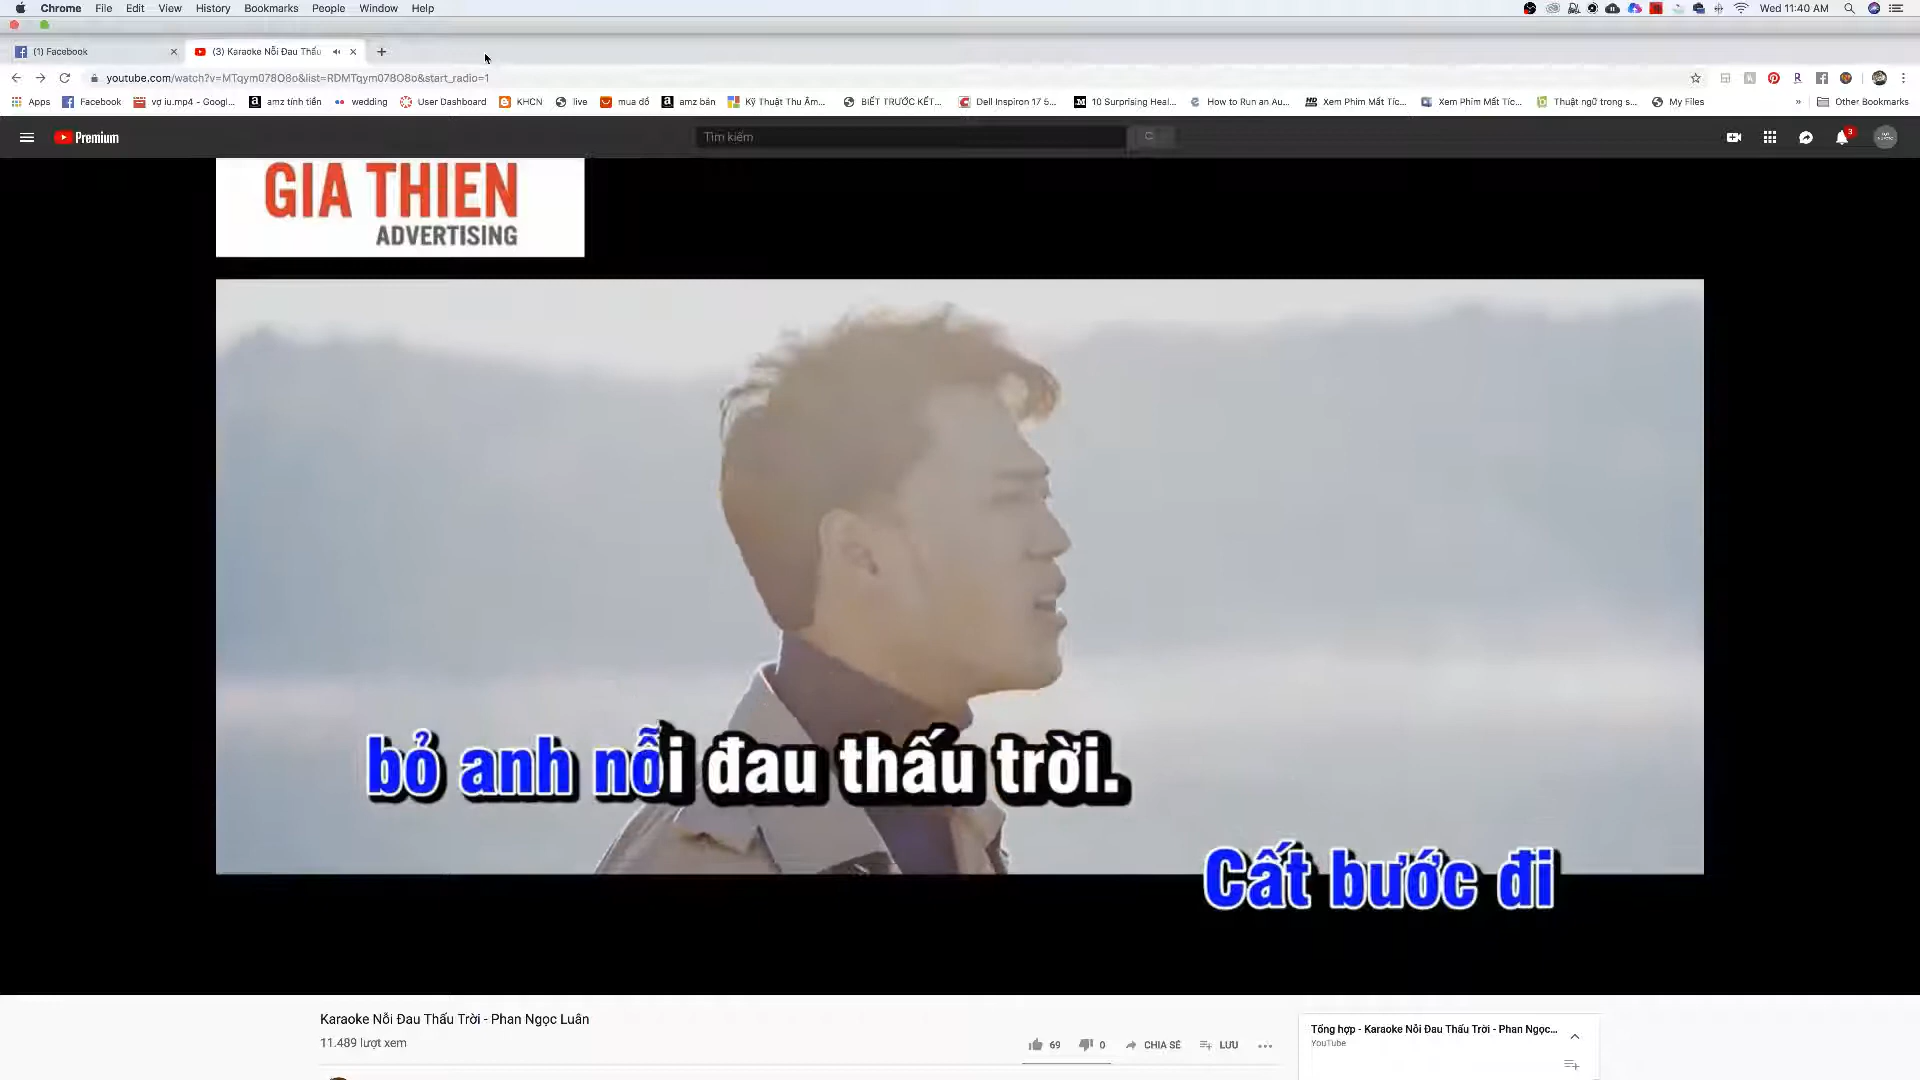 Chrome File Edit View History Bookmarks People Window Help Wed 11:40 AM
(1) Facebook (3) Karaoke Nỗi Đau Thấu
youtube.com/watch?v=MTqym078O8o&list=RDMTqym078O8o&start_radio=1
Apps Facebook vợ iu.mp4 - Googl... amz tính tiền wedding User Dashboard KHCN live mua đồ amz bán Kỹ Thuật Thu Âm... BIẾT TRƯỚC KẾT... Dell Inspiron 17 5... 10 Surprising Heal... How to Run an Au... Xem Phim Mất Tíc... Xem Phim Mất Tíc... Thuật ngữ trong s... My Files » Other Bookmarks
Premium Tìm kiếm 3
GIA THIEN
ADVERTISING
bỏ anh nỗi đau thấu trời.
Cất bước đi
Karaoke Nỗi Đau Thấu Trời - Phan Ngọc Luân
11.489 lượt xem
69 0 CHIA SẺ LƯU ...
Tổng hợp - Karaoke Nỗi Đau Thấu Trời - Phan Ngọc...
YouTube